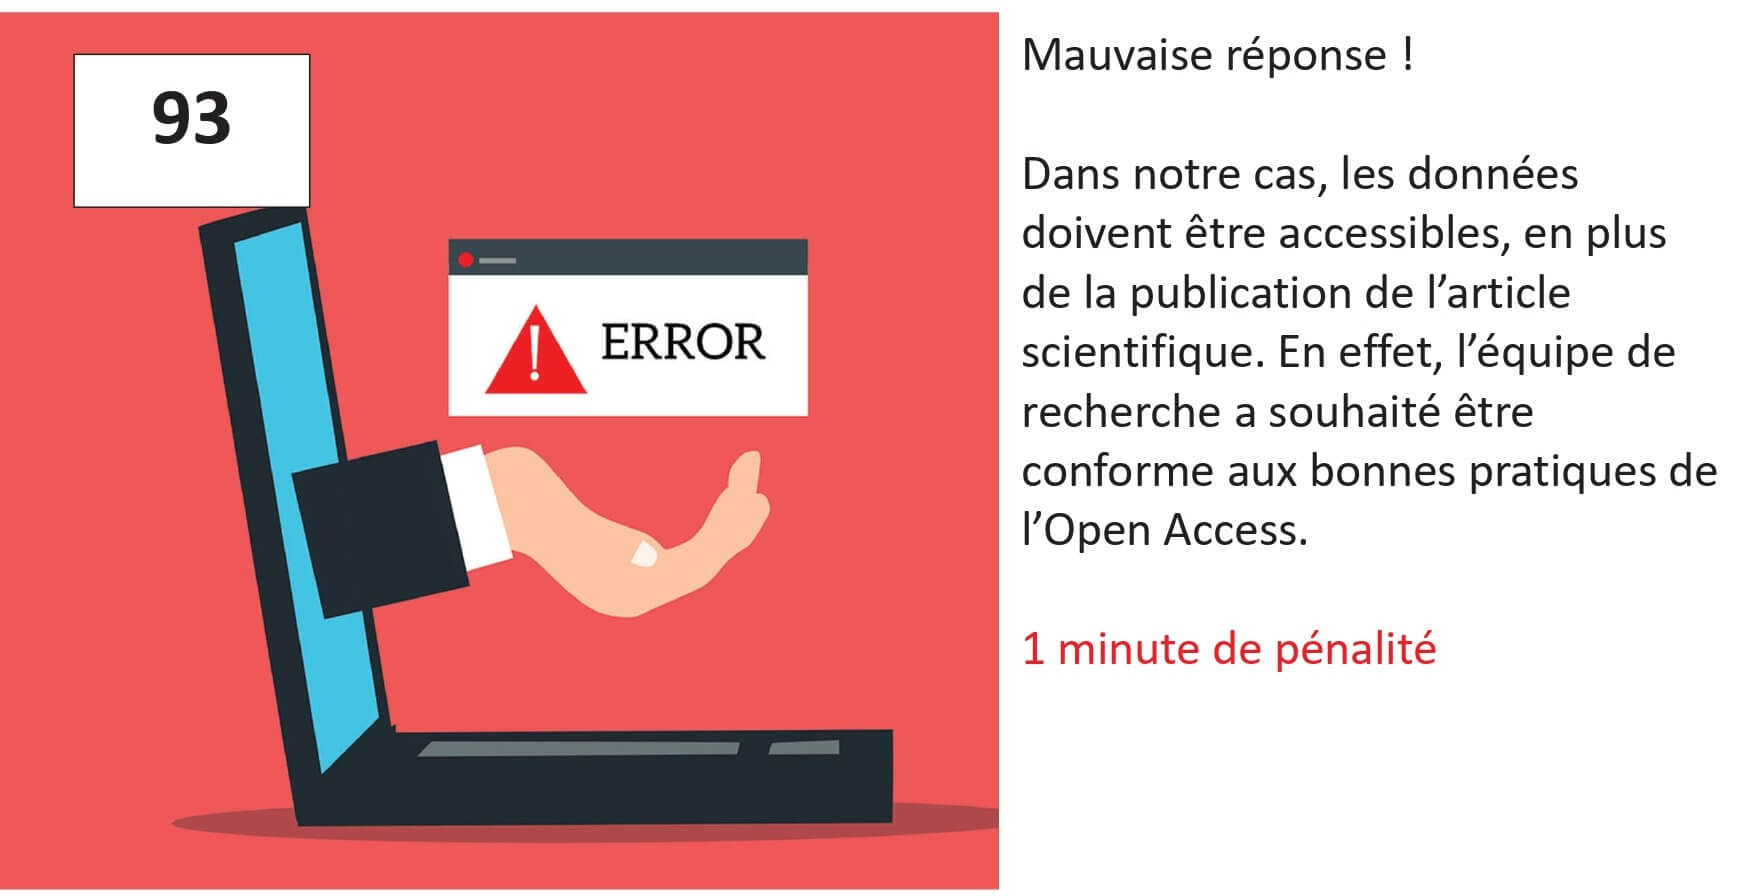 93
ERROR
Mauvaise réponse !
Dans notre cas, les données
doivent être accessibles, en plus
de la publication de l’article
scientifique. En effet, l’équipe de
recherche a souhaité être
conforme aux bonnes pratiques de
l’Open Access.
1 minute de pénalité